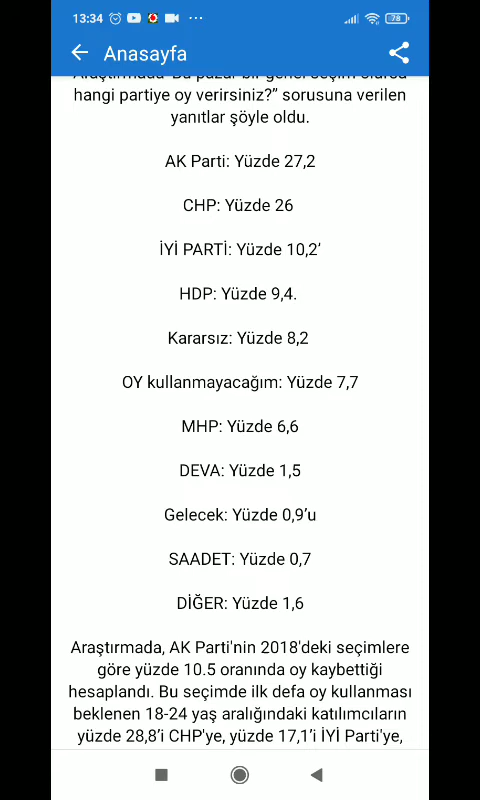 13:34
78
Anasayfa
hangi partiye oy verirsiniz?” sorusuna verilen
yanıtlar şöyle oldu.
AK Parti: Yüzde 27,2
CHP: Yüzde 26
İYİ PARTİ: Yüzde 10,2’
HDP: Yüzde 9,4.
Kararsız: Yüzde 8,2
OY kullanmayacağım: Yüzde 7,7
MHP: Yüzde 6,6
DEVA: Yüzde 1,5
Gelecek: Yüzde 0,9’u
SAADET: Yüzde 0,7
DİĞER: Yüzde 1,6
Araştırmada, AK Parti'nin 2018'deki seçimlere
göre yüzde 10.5 oranında oy kaybettiği
hesaplandı. Bu seçimde ilk defa oy kullanması
beklenen 18-24 yaş aralığındaki katılımcıların
yüzde 28,8’i CHP'ye, yüzde 17,1’i İYİ Parti'ye,